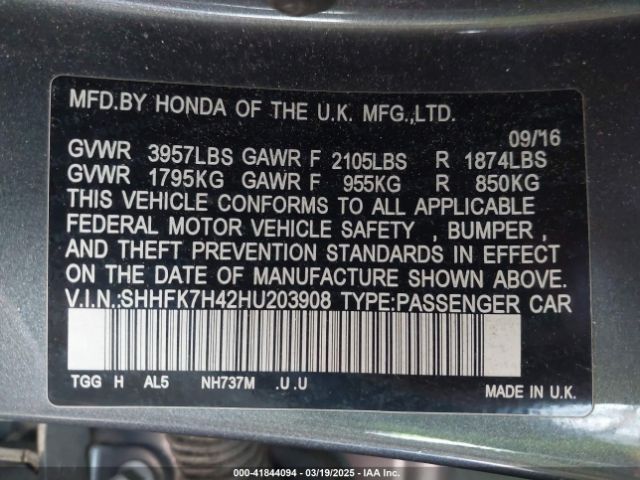 MFD.BY HONDA OF THE U.K. MFG.,LTD.
09/16
GVWR 3957LBS GAWR F 2105LBS R 1874LBS
GVWR 1795KG GAWR F 955KG R 850KG
THIS VEHICLE CONFORMS TO ALL APPLICABLE
FEDERAL MOTOR VEHICLE SAFETY , BUMPER ,
AND THEFT PREVENTION STANDARDS IN EFFECT
ON THE DATE OF MANUFACTURE SHOWN ABOVE.
V.I.N.:SHHFK7H42HU203908 TYPE:PASSENGER CAR
TGG H AL5 NH737M .U .U
MADE IN U.K.
000-41844094 - 03/19/2025 - IAA Inc.